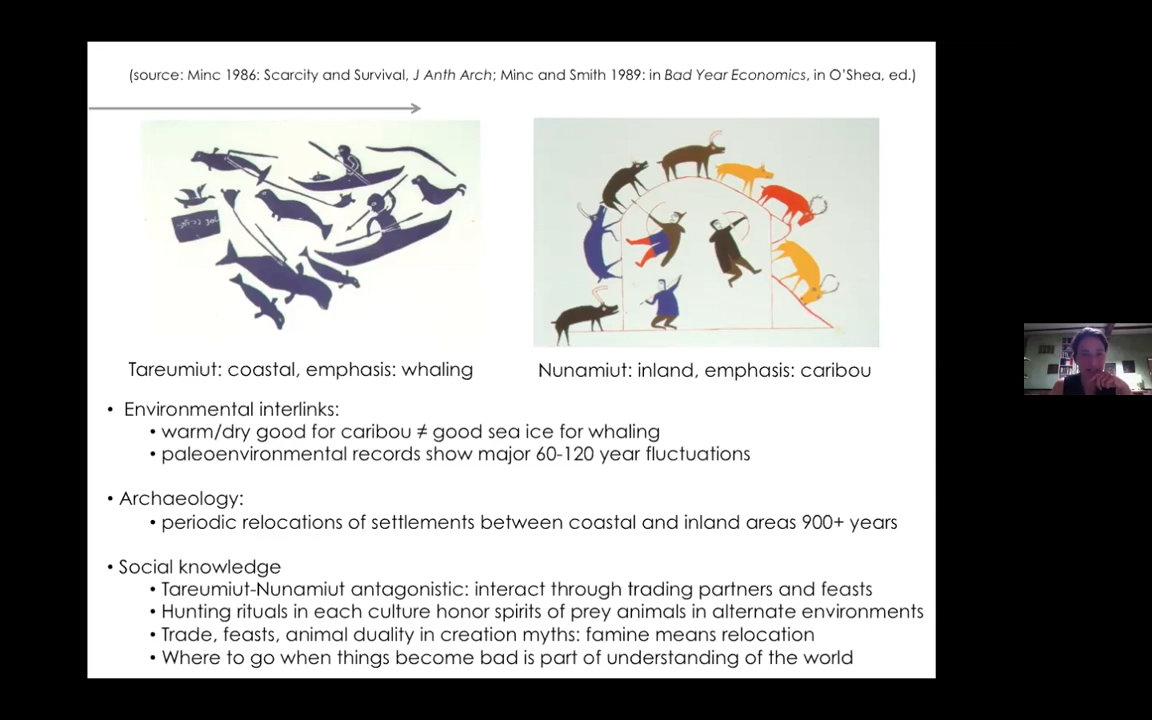 (source: Minc 1986: Scarcity and Survival, J Anth Arch; Minc and Smith 1989: in Bad Year Economics, in O'Shea, ed.)
Tareumiut: coastal, emphasis: whaling
Nunamiut: inland, emphasis: caribou
• Environmental interlinks:
• warm/dry good for caribou ≠ good sea ice for whaling
• paleoenvironmental records show major 60-120 year fluctuations
• Archaeology:
• periodic relocations of settlements between coastal and inland areas 900+ years
• Social knowledge
• Tareumiut-Nunamiut antagonistic: interact through trading partners and feasts
• Hunting rituals in each culture honor spirits of prey animals in alternate environments
• Trade, feasts, animal duality in creation myths: famine means relocation
• Where to go when things become bad is part of understanding of the world